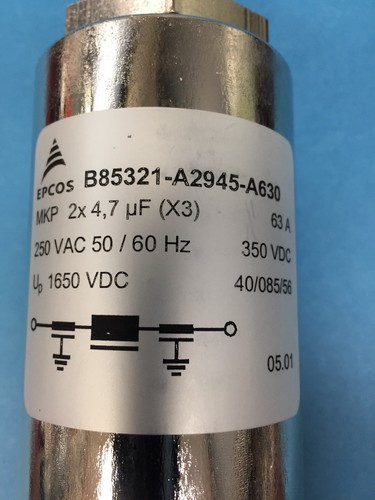 EPCOS B85321-A2945-A630
MKP 2x 4,7 µF (X3) 63 A
250 VAC 50 / 60 Hz 350 VDC
Up 1650 VDC 40/085/56
05.01